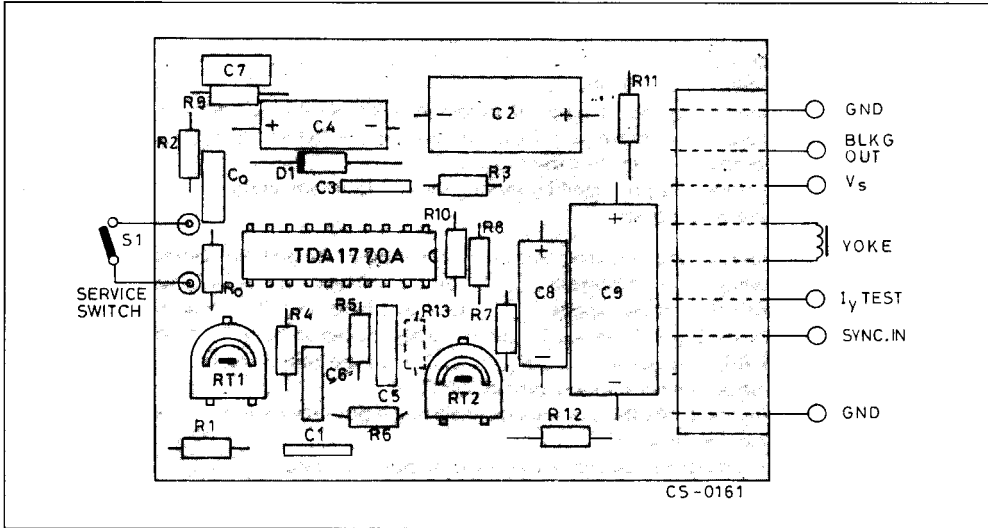 C7
R9
R11
+ C4 -
- C2 +
GND
R2
BLKG
OUT
D1
Co
C3
R3
Vs
R10
R8
+
S1
TDA1770A
+
YOKE
SERVICE
SWITCH
Ro
C8
C9
Iy TEST
R4
R5
R13
R7
SYNC.IN
RT1
C6
C5
RT2
-
-
R1
C1
R6
R12
GND
CS-0161